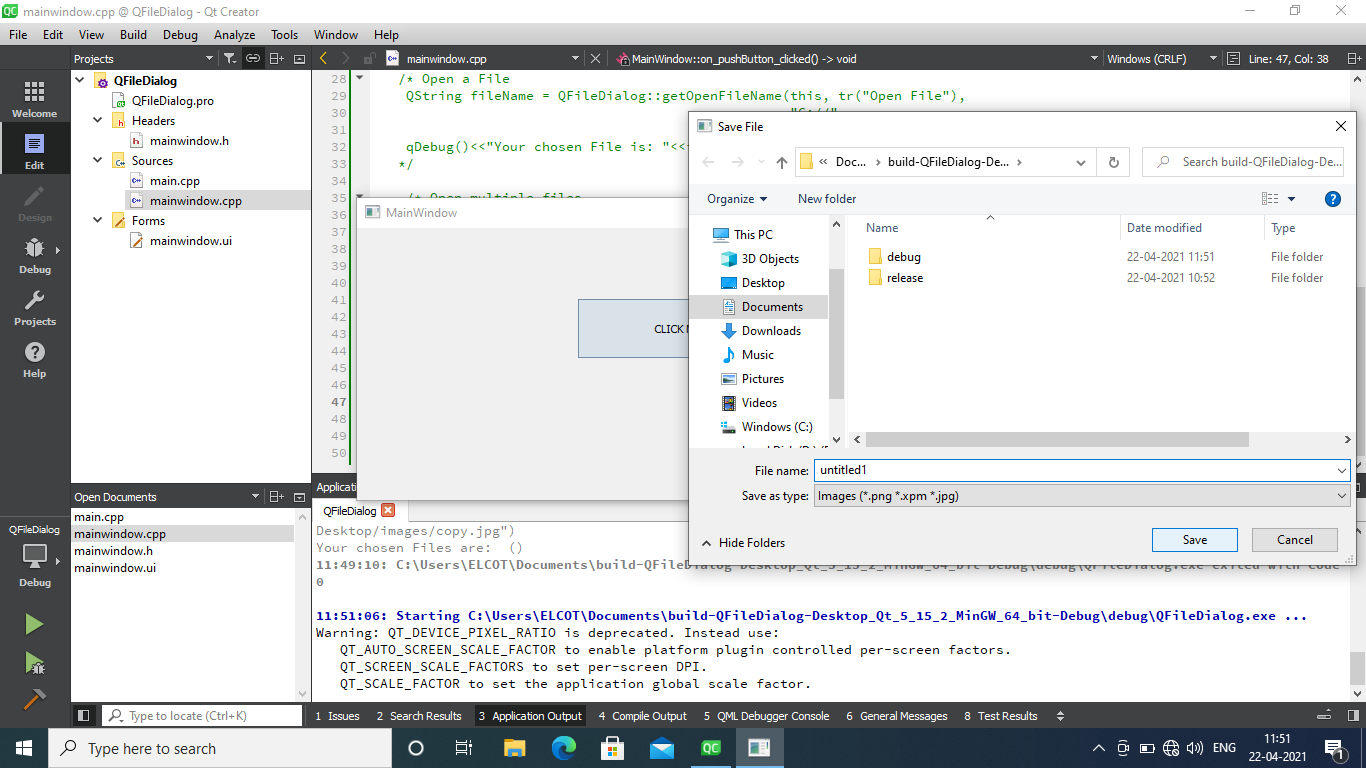 mainwindow.cpp @ QFileDialog - Qt Creator
File Edit View Build Debug Analyze Tools Window Help
Projects
mainwindow.cpp
MainWindow::on_pushButton_clicked() -> void
Windows (CRLF)
Line: 47, Col: 38
Welcome
Edit
Design
Debug
Projects
Help
QFileDialog
QFileDialog.pro
Headers
mainwindow.h
Sources
main.cpp
mainwindow.cpp
Forms
mainwindow.ui
28 /* Open a File
29 QString fileName = QFileDialog::getOpenFileName(this, tr("Open File"),
30
31
32 qDebug()<<"Your chosen File is: "<<
33 */
34
35 /* Open multiple files
36
37
38
39
40
41
42
43
44
45
46
47
48
49
50
MainWindow
CLICK
Save File
Doc...
build-QFileDialog-De...
Search build-QFileDialog-De...
Organize
New folder
This PC
3D Objects
Desktop
Documents
Downloads
Music
Pictures
Videos
Windows (C:)
Name Date modified Type
debug 22-04-2021 11:51 File folder
release 22-04-2021 10:52 File folder
File name: untitled1
Save as type: Images (*.png *.xpm *.jpg)
Hide Folders
Save
Cancel
Open Documents
main.cpp
mainwindow.cpp
mainwindow.h
mainwindow.ui
QFileDialog
Debug
Applicati
QFileDialog
Desktop/images/copy.jpg")
Your chosen Files are: ()
11:49:10: C:\Users\ELCOT\Documents\build-QFileDialog-Desktop_Qt_5_15_2_MinGW_64_bit-Debug\debug\QFileDialog.exe exited with code
0
11:51:06: Starting C:\Users\ELCOT\Documents\build-QFileDialog-Desktop_Qt_5_15_2_MinGW_64_bit-Debug\debug\QFileDialog.exe ...
Warning: QT_DEVICE_PIXEL_RATIO is deprecated. Instead use:
QT_AUTO_SCREEN_SCALE_FACTOR to enable platform plugin controlled per-screen factors.
QT_SCREEN_SCALE_FACTORS to set per-screen DPI.
QT_SCALE_FACTOR to set the application global scale factor.
Type to locate (Ctrl+K)
1 Issues 2 Search Results 3 Application Output 4 Compile Output 5 QML Debugger Console 6 General Messages 8 Test Results
Type here to search
QC
ENG
11:51
22-04-2021
1